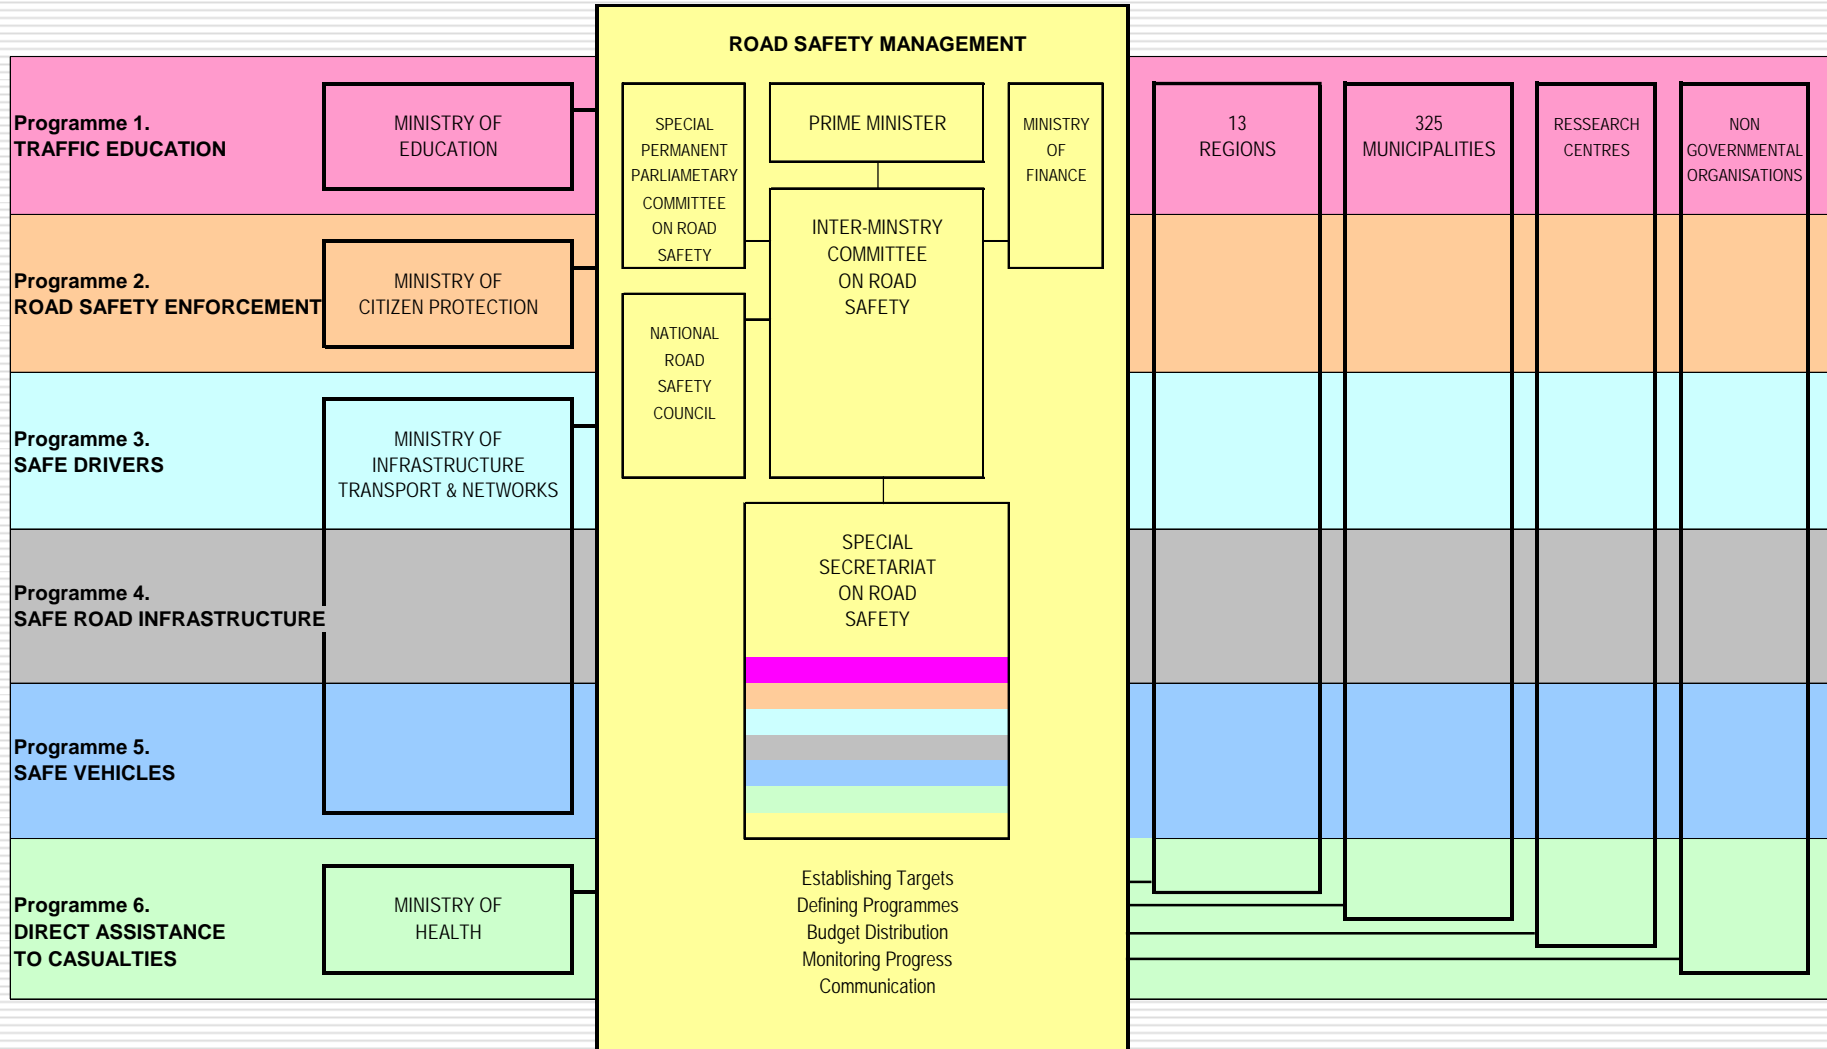 ROAD SAFETY MANAGEMENT
Programme 1.
TRAFFIC EDUCATION
MINISTRY OF
EDUCATION
SPECIAL
PERMANENT
PARLIAMETARY
COMMITTEE
ON ROAD
SAFETY
PRIME MINISTER
MINISTRY
OF
FINANCE
13
REGIONS
325
MUNICIPALITIES
RESSEARCH
CENTRES
NON
GOVERNMENTAL
ORGANISATIONS
INTER-MINSTRY
COMMITTEE
ON ROAD
SAFETY
Programme 2.
ROAD SAFETY ENFORCEMENT
MINISTRY OF
CITIZEN PROTECTION
NATIONAL
ROAD
SAFETY
COUNCIL
Programme 3.
SAFE DRIVERS
MINISTRY OF
INFRASTRUCTURE
TRANSPORT & NETWORKS
SPECIAL
SECRETARIAT
ON ROAD
SAFETY
Programme 4.
SAFE ROAD INFRASTRUCTURE
Programme 5.
SAFE VEHICLES
Programme 6.
DIRECT ASSISTANCE
TO CASUALTIES
MINISTRY OF
HEALTH
Establishing Targets
Defining Programmes
Budget Distribution
Monitoring Progress
Communication